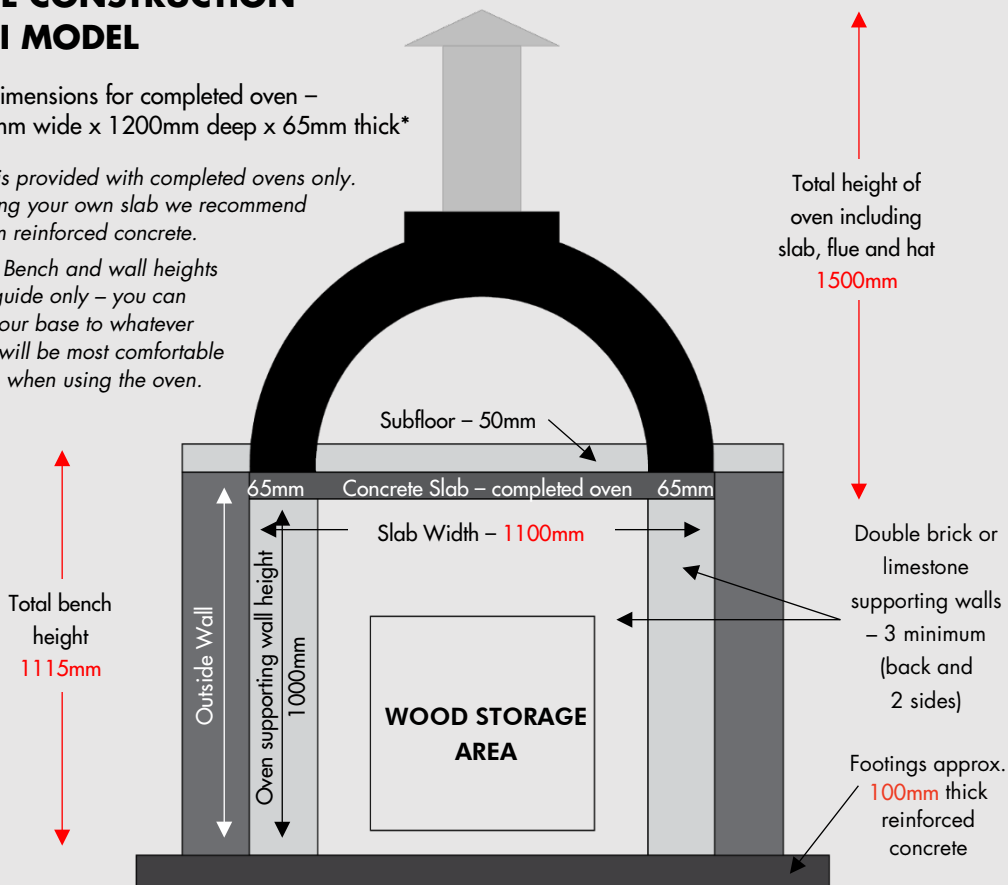 CONSTRUCTION
MODEL
dimensions for completed oven –
wide x 1200mm deep x 65mm thick*
is provided with completed ovens only.
your own slab we recommend
reinforced concrete.
Bench and wall heights
guide only – you can
your base to whatever
will be most comfortable
when using the oven.
Total height of
oven including
slab, flue and hat
1500mm
Subfloor – 50mm
65mm Concrete Slab – completed oven 65mm
Slab Width – 1100mm
Total bench
height
1115mm
Outside Wall
Oven supporting wall height
1000mm
WOOD STORAGE
AREA
Double brick or
limestone
supporting walls
– 3 minimum
(back and
2 sides)
Footings approx.
100mm thick
reinforced
concrete